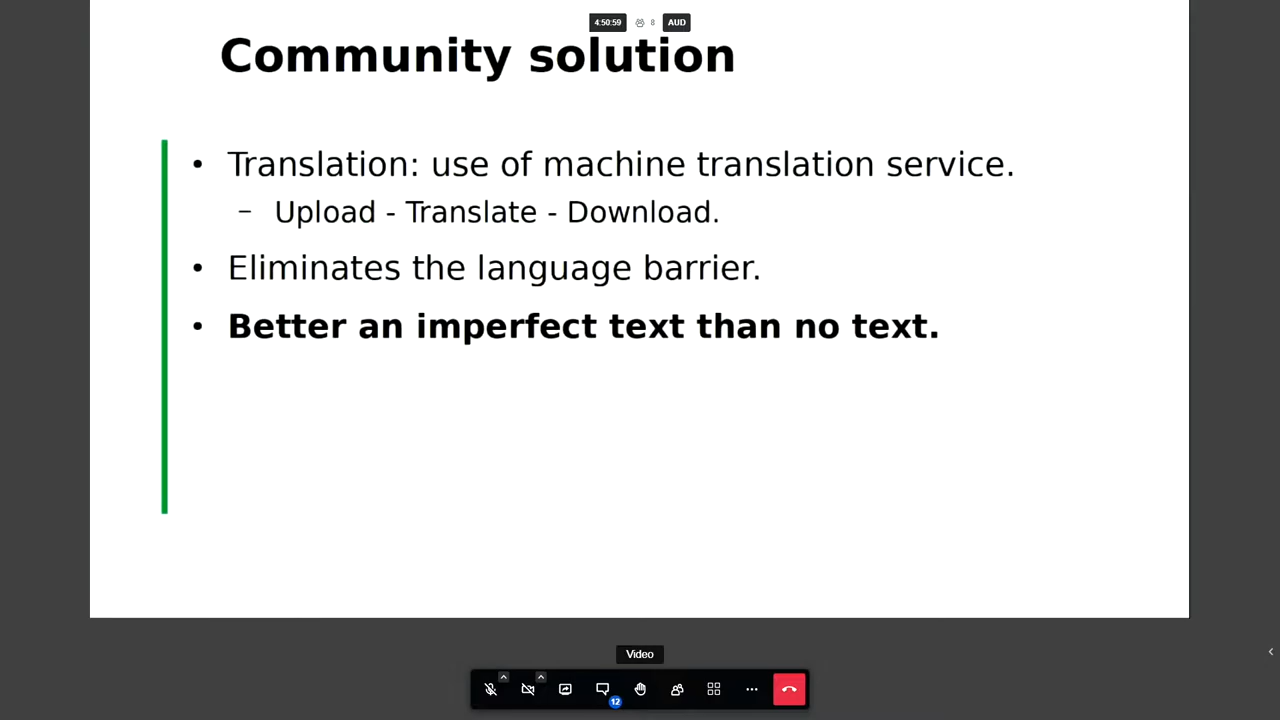 4:50:59
8
AUD
Community solution
• Translation: use of machine translation service.
– Upload - Translate - Download.
• Eliminates the language barrier.
• Better an imperfect text than no text.
Video
12